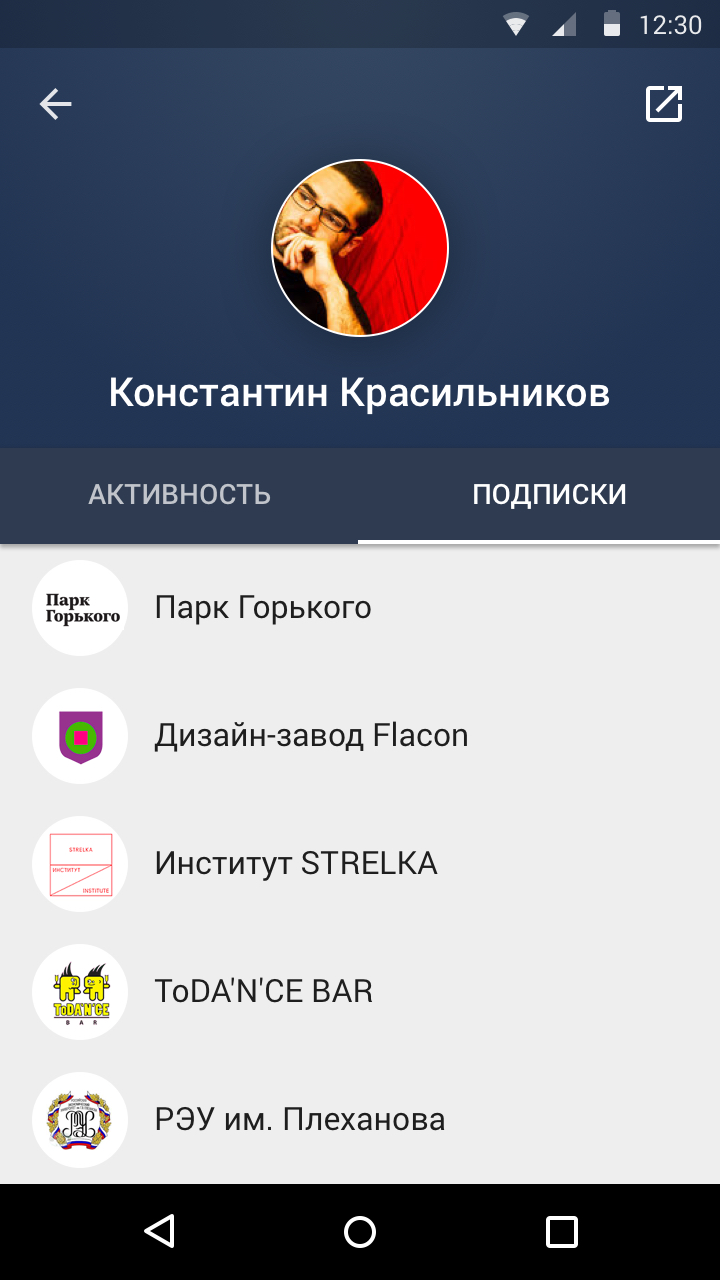 12:30
Константин Красильников
АКТИВНОСТЬ
ПОДПИСКИ
Парк
Горького
Парк Горького
Дизайн-завод Flacon
STRELKA
ИНСТИТУТ
INSTITUTE
Институт STRELKA
ToDA'N'CE
BAR
ToDA'N'CE BAR
РЭУ им. Плеханова